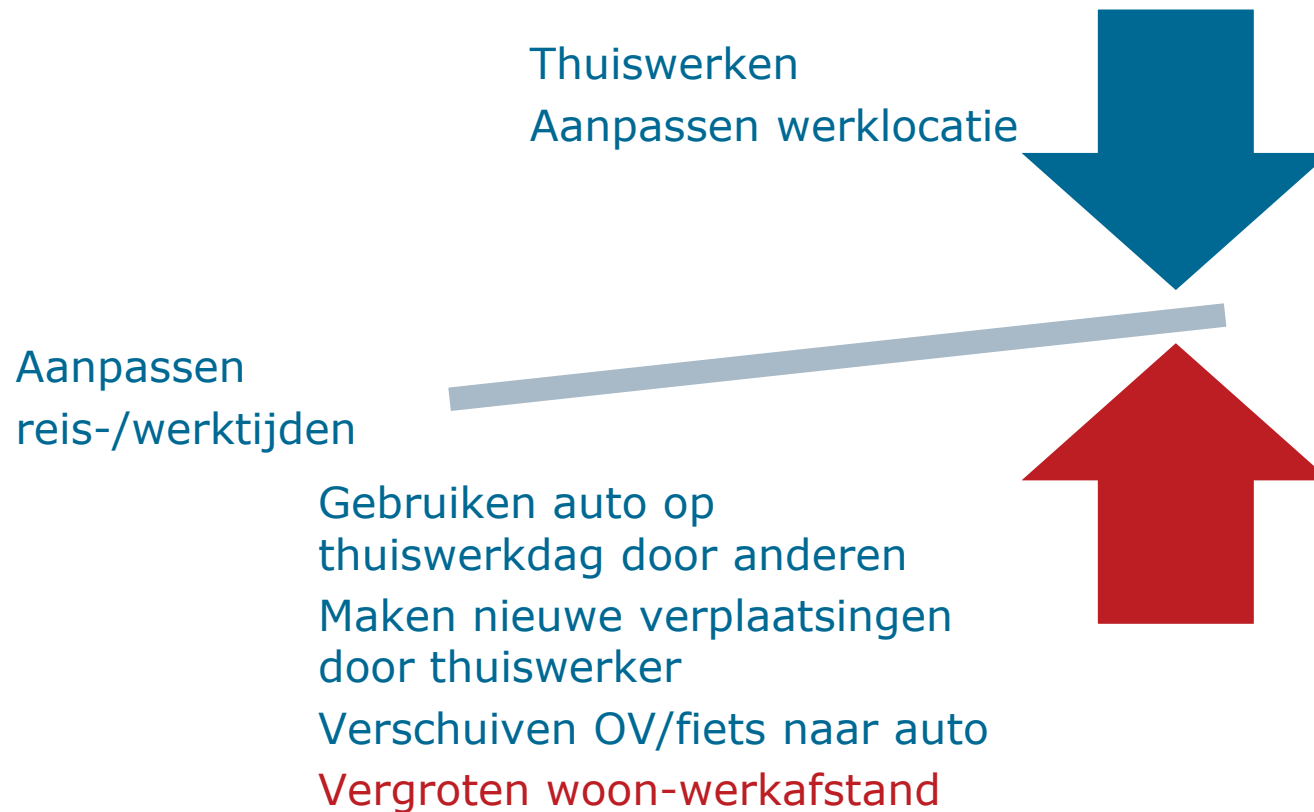 Thuiswerken
Aanpassen werklocatie
Aanpassen
reis-/werktijden
Gebruiken auto op
thuiswerkdag door anderen
Maken nieuwe verplaatsingen
door thuiswerker
Verschuiven OV/fiets naar auto
Vergroten woon-werkafstand